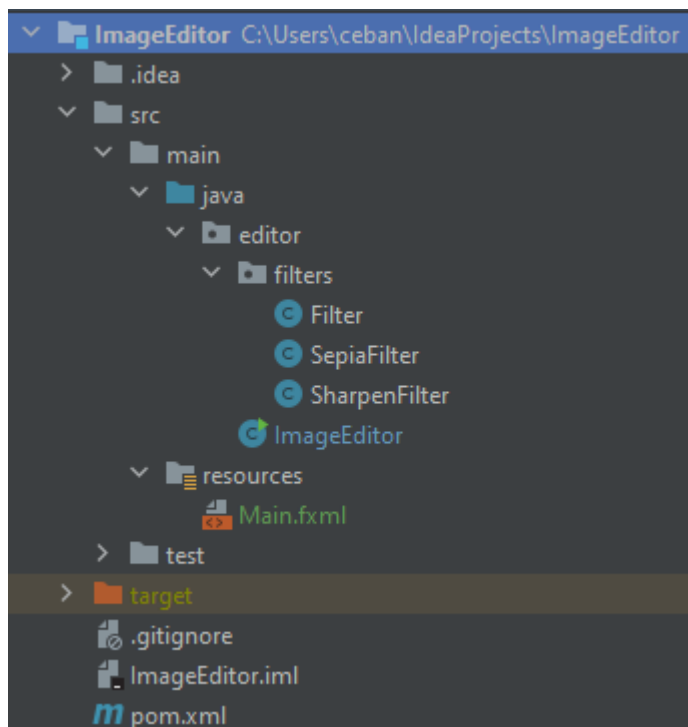 ImageEditor C:\Users\ceban\IdeaProjects\ImageEditor
.idea
src
main
java
editor
filters
Filter
SepiaFilter
SharpenFilter
ImageEditor
resources
Main.fxml
test
target
.gitignore
ImageEditor.iml
pom.xml